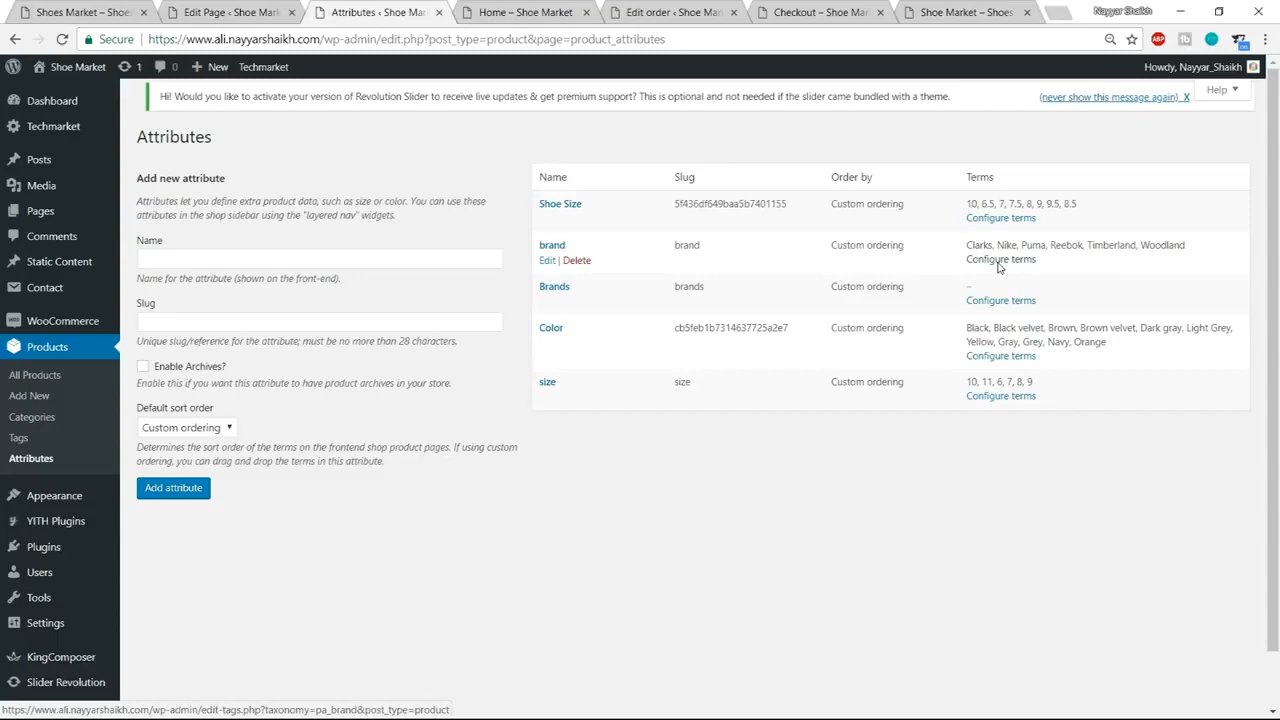 Shoes Market – Shoes
Edit Page ‹ Shoe Mark
Attributes ‹ Shoe Mar
Home – Shoe Market
Edit order ‹ Shoe Mar
Checkout – Shoe Mar
Shoe Market – Shoes
Nayyar Shaikh
Secure
https://www.ali.nayyarshaikh.com/wp-admin/edit.php?post_type=product&page=product_attributes
ABP
Shoe Market
1
0
New
Techmarket
Howdy, Nayyar_Shaikh
Hi! Would you like to activate your version of Revolution Slider to receive live updates & get premium support? This is optional and not needed if the slider came bundled with a theme.
(never show this message again) X
Help
Dashboard
Techmarket
Posts
Media
Pages
Comments
Static Content
Contact
WooCommerce
Products
All Products
Add New
Categories
Tags
Attributes
Appearance
YITH Plugins
Plugins
Users
Tools
Settings
KingComposer
Slider Revolution
Attributes
Add new attribute
Attributes let you define extra product data, such as size or color. You can use these
attributes in the shop sidebar using the "layered nav" widgets.
Name
Name for the attribute (shown on the front-end).
Slug
Unique slug/reference for the attribute; must be no more than 28 characters.
Enable Archives?
Enable this if you want this attribute to have product archives in your store.
Default sort order
Custom ordering
Determines the sort order of the terms on the frontend shop product pages. If using custom
ordering, you can drag and drop the terms in this attribute.
Add attribute
Name Slug Order by Terms
Shoe Size 5f436df649baa5b7401155 Custom ordering 10, 6.5, 7, 7.5, 8, 9, 9.5, 8.5
Configure terms
brand brand Custom ordering Clarks, Nike, Puma, Reebok, Timberland, Woodland
Edit | Delete Configure terms
Brands brands Custom ordering –
Configure terms
Color cb5feb1b7314637725a2e7 Custom ordering Black, Black velvet, Brown, Brown velvet, Dark gray, Light Grey,
Yellow, Gray, Grey, Navy, Orange
Configure terms
size size Custom ordering 10, 11, 6, 7, 8, 9
Configure terms
https://www.ali.nayyarshaikh.com/wp-admin/edit-tags.php?taxonomy=pa_brand&post_type=product